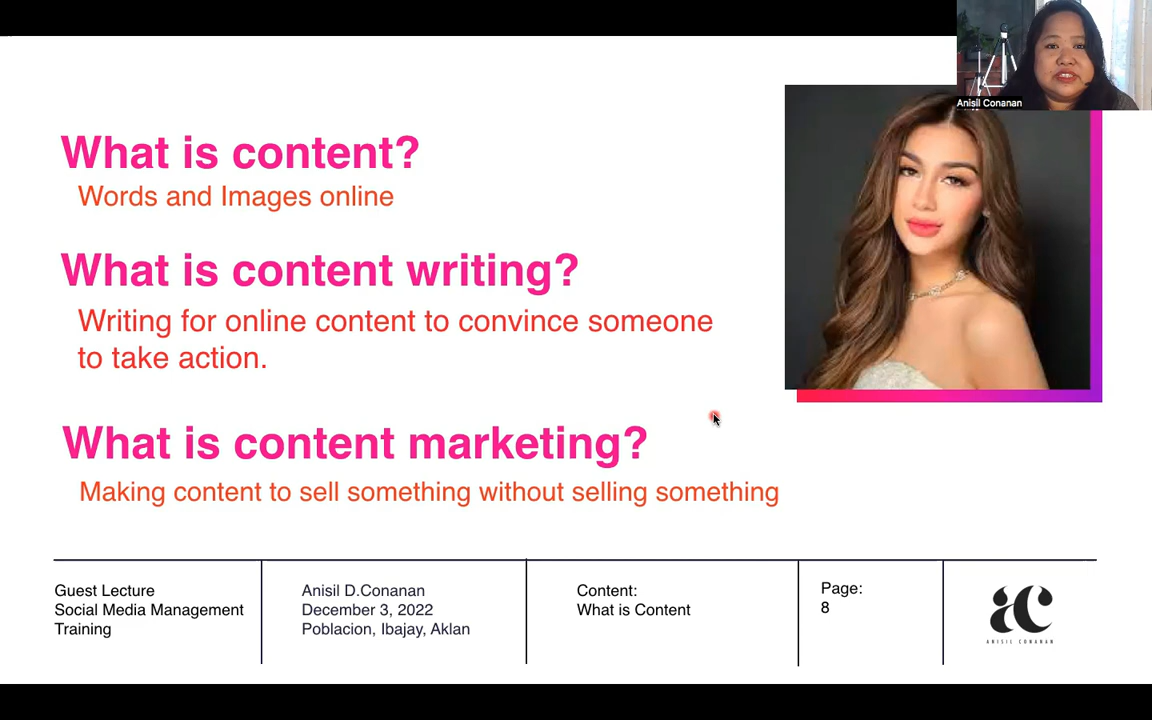 Anisil Conanan
What is content?
Words and Images online
What is content writing?
Writing for online content to convince someone
to take action.
What is content marketing?
Making content to sell something without selling something
Guest Lecture
Social Media Management
Training
Anisil D.Conanan
December 3, 2022
Poblacion, Ibajay, Aklan
Content:
What is Content
Page:
8
ac
ANISIL CONANAN